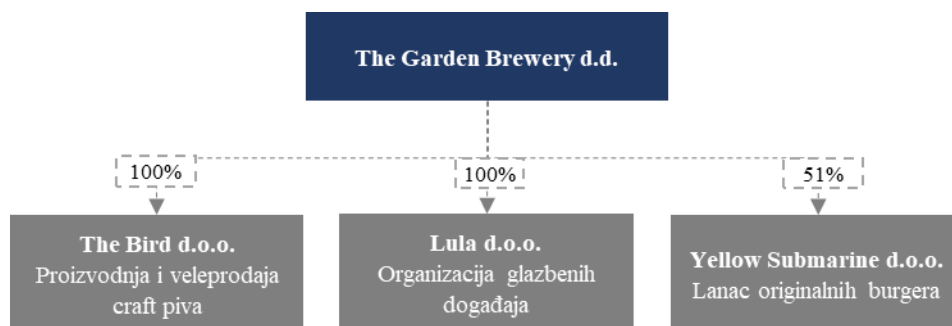 The Garden Brewery d.d.
100%
100%
51%
The Bird d.o.o.
Proizvodnja i veleprodaja
craft piva
Lula d.o.o.
Organizacija glazbenih
događaja
Yellow Submarine d.o.o.
Lanac originalnih burgera